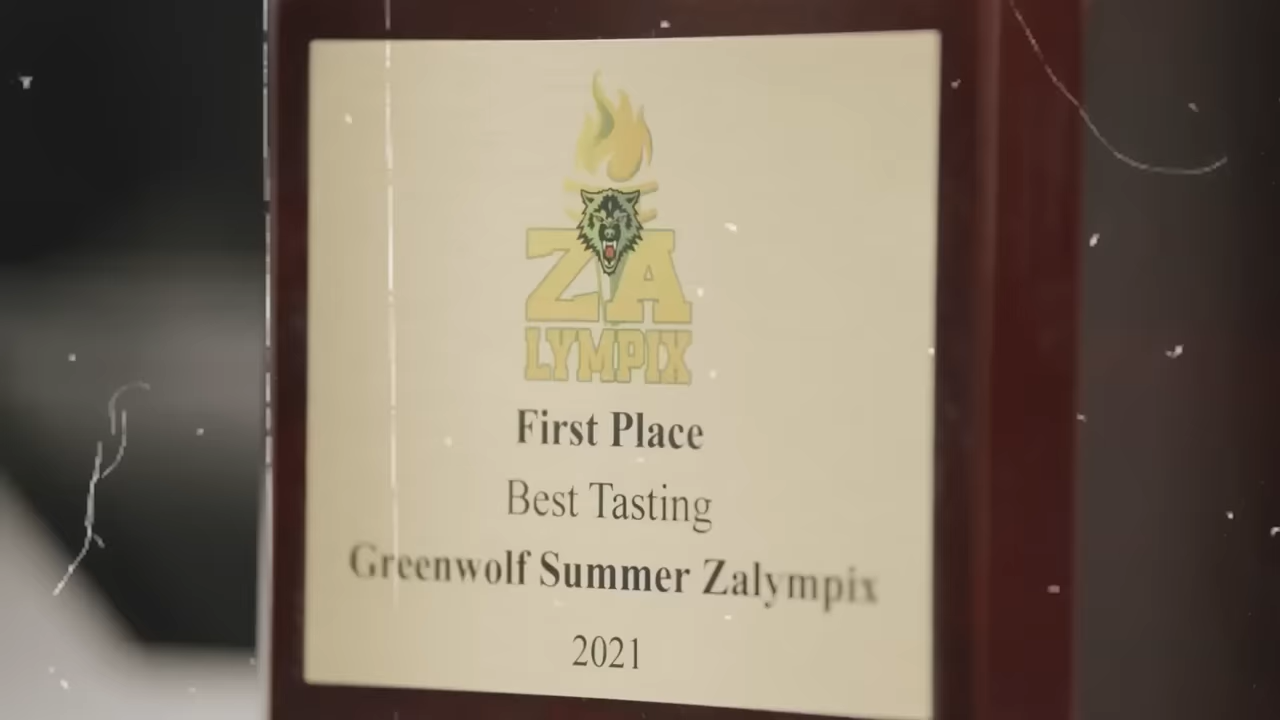 ZA
LYMPIX
First Place
Best Tasting
Greenwolf Summer Zalympix
2021